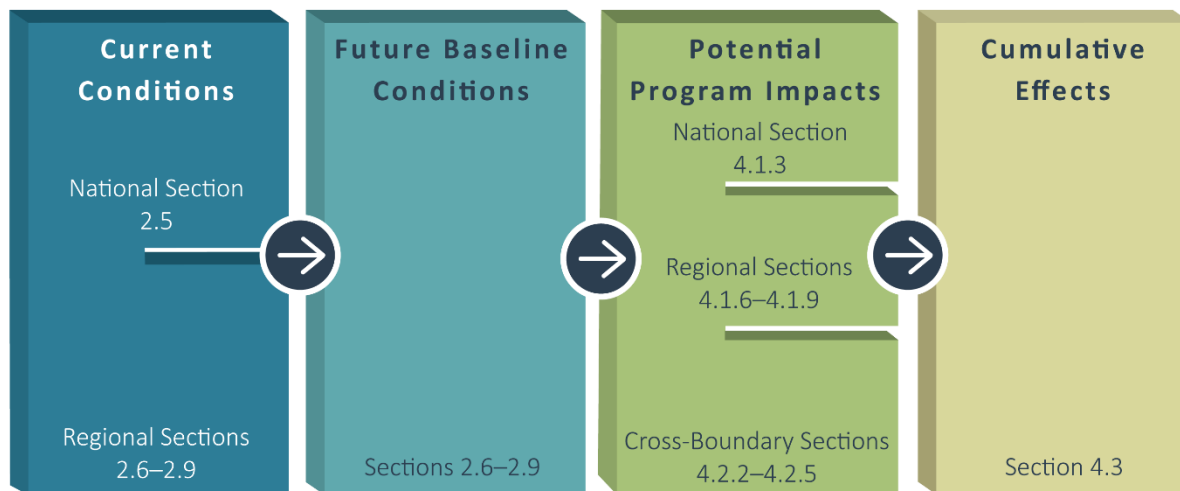 Current
Conditions
National Section
2.5
Regional Sections
2.6–2.9
Future Baseline
Conditions
Sections 2.6–2.9
Potential
Program Impacts
National Section
4.1.3
Regional Sections
4.1.6–4.1.9
Cross-Boundary Sections
4.2.2–4.2.5
Cumulative
Effects
Section 4.3